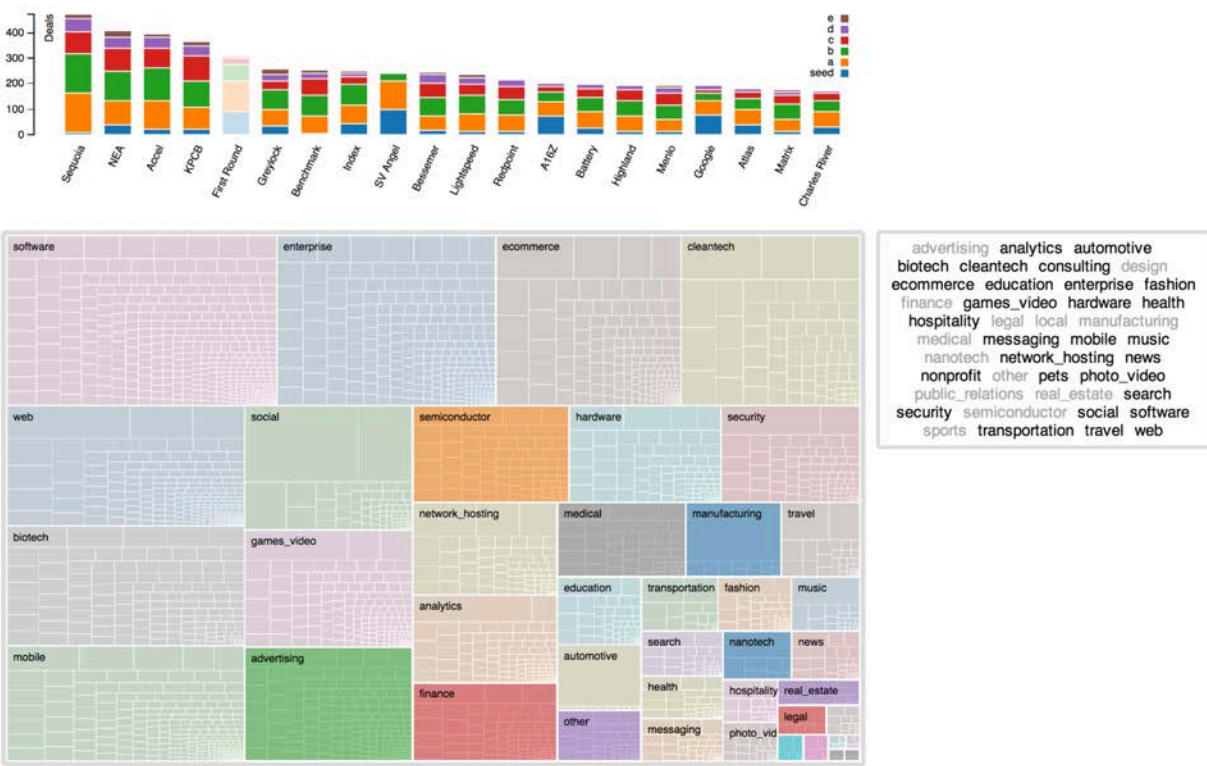 Deals
400
300
200
100
0
e
d
c
b
a
seed
Sequoia
NEA
Accel
KPCB
First Round
Greylock
Benchmark
Index
SV Angel
Bessemer
Lightspeed
Redpoint
A16Z
Battery
Highland
Menlo
Google
Atlas
Matrix
Charles River
software
enterprise
ecommerce
cleantech
web
social
semiconductor
hardware
security
network_hosting
medical
manufacturing
travel
biotech
games_video
education
transportation
fashion
music
analytics
search
nanotech
news
mobile
advertising
automotive
finance
health
hospitality
real_estate
other
messaging
photo_vid
legal
advertising analytics automotive
biotech cleantech consulting design
ecommerce education enterprise fashion
finance games_video hardware health
hospitality legal local manufacturing
medical messaging mobile music
nanotech network_hosting news
nonprofit other pets photo_video
public_relations real_estate search
security semiconductor social software
sports transportation travel web